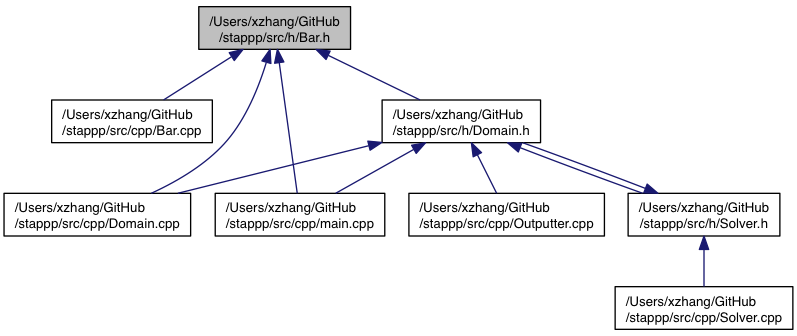 /Users/xzhang/GitHub
/stappp/src/h/Bar.h
/Users/xzhang/GitHub
/stappp/src/cpp/Bar.cpp
/Users/xzhang/GitHub
/stappp/src/h/Domain.h
/Users/xzhang/GitHub
/stappp/src/cpp/Domain.cpp
/Users/xzhang/GitHub
/stappp/src/cpp/main.cpp
/Users/xzhang/GitHub
/stappp/src/cpp/Outputter.cpp
/Users/xzhang/GitHub
/stappp/src/h/Solver.h
/Users/xzhang/GitHub
/stappp/src/cpp/Solver.cpp